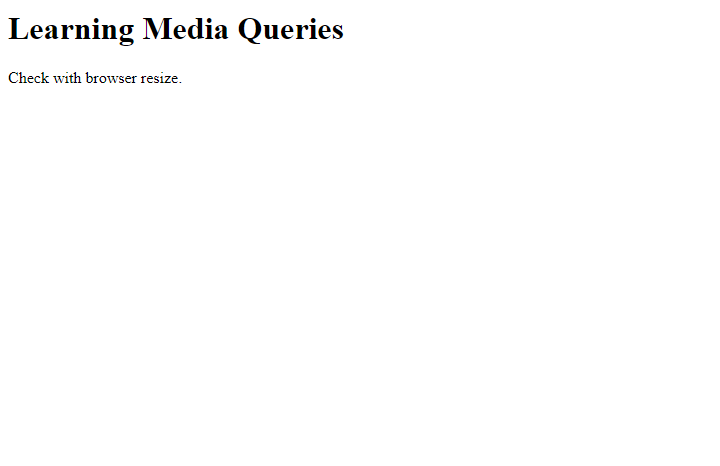 Learning Media Queries
Check with browser resize.